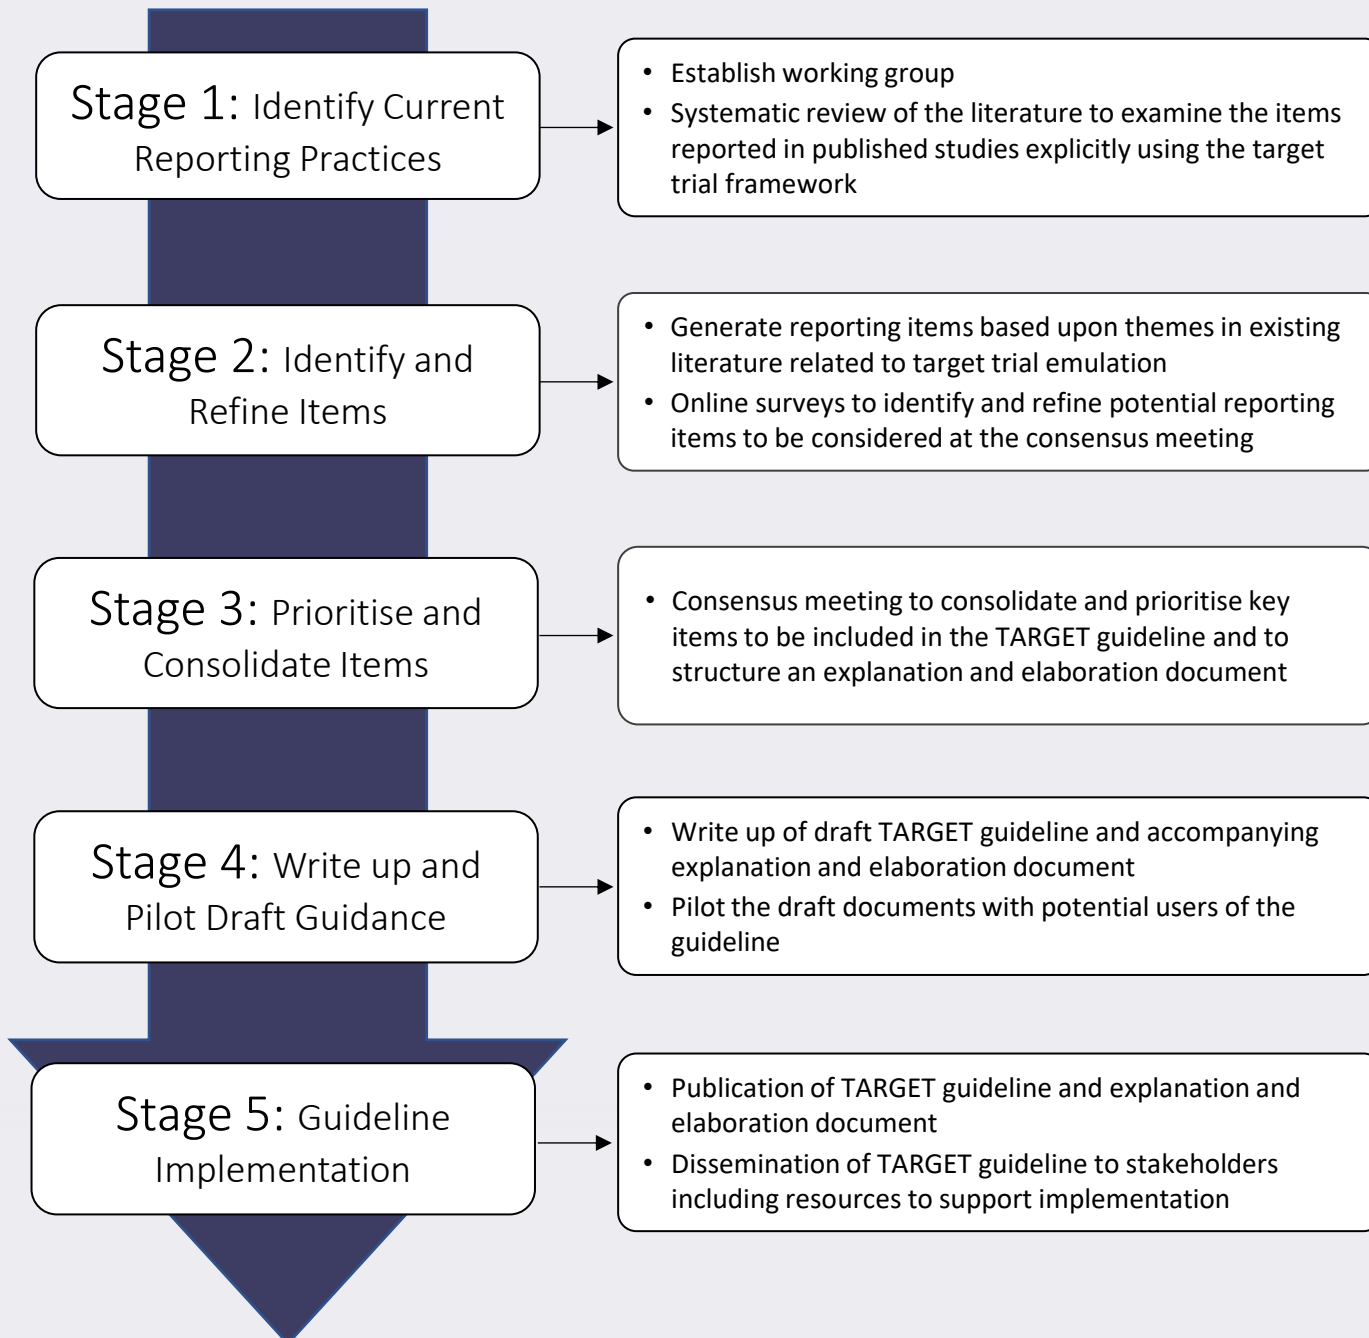 Stage 1: Identify Current
Reporting Practices
• Establish working group
• Systematic review of the literature to examine the items
reported in published studies explicitly using the target
trial framework
Stage 2: Identify and
Refine Items
• Generate reporting items based upon themes in existing
literature related to target trial emulation
• Online surveys to identify and refine potential reporting
items to be considered at the consensus meeting
Stage 3: Prioritise and
Consolidate Items
• Consensus meeting to consolidate and prioritise key
items to be included in the TARGET guideline and to
structure an explanation and elaboration document
Stage 4: Write up and
Pilot Draft Guidance
• Write up of draft TARGET guideline and accompanying
explanation and elaboration document
• Pilot the draft documents with potential users of the
guideline
Stage 5: Guideline
Implementation
• Publication of TARGET guideline and explanation and
elaboration document
• Dissemination of TARGET guideline to stakeholders
including resources to support implementation